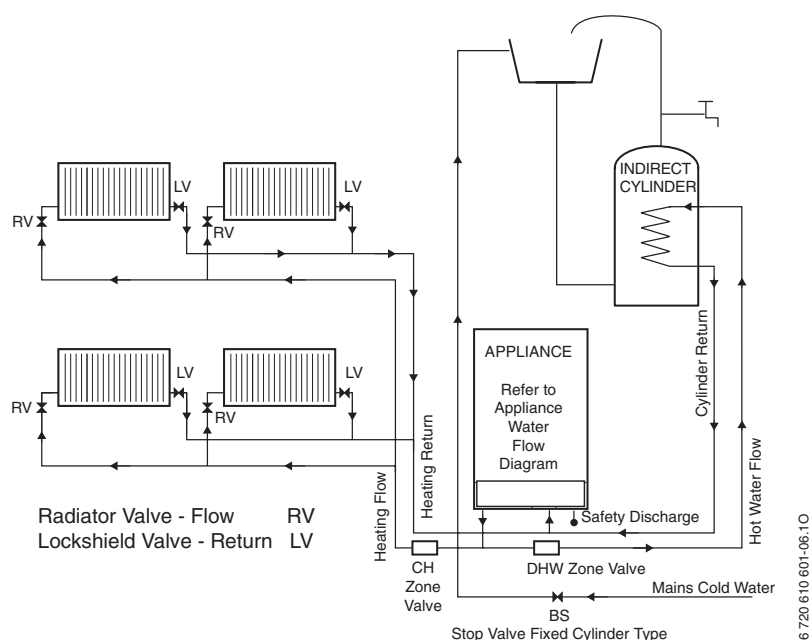 INDIRECT
CYLINDER
LV
LV
RV
RV
LV
LV
RV
RV
APPLIANCE
Refer to
Appliance
Water
Flow
Diagram
Cylinder Return
Hot Water Flow
Heating Return
Heating Flow
Safety Discharge
Radiator Valve - Flow RV
Lockshield Valve - Return LV
CH
Zone
Valve
DHW Zone Valve
Mains Cold Water
BS
Stop Valve Fixed Cylinder Type
6 720 610 601-06.1O